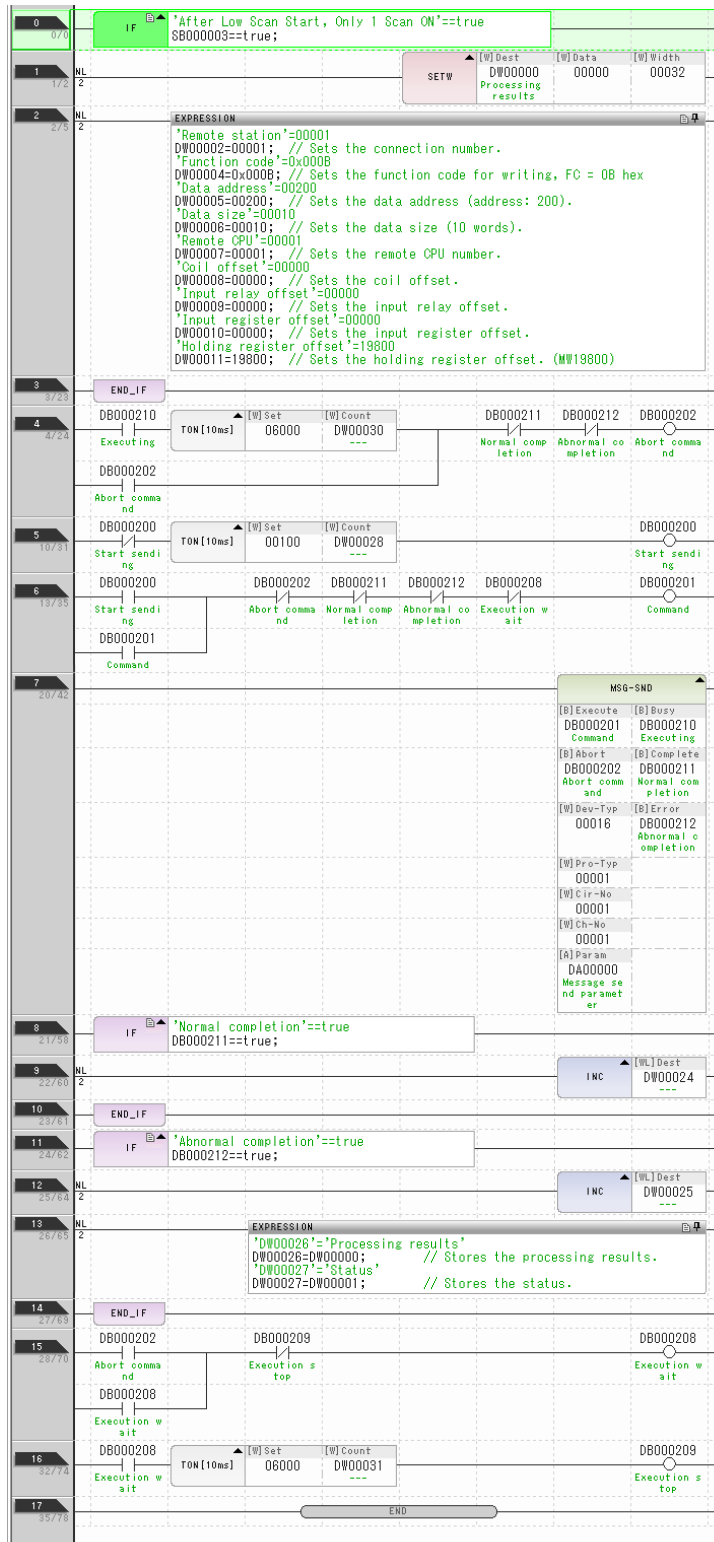 0
0/0
IF
'After Low Scan Start, Only 1 Scan ON'==true
SB000003==true;
1
1/2
NL
2
SETW
[W]Dest
[W]Data
[W]Width
DW00000
00000
00032
Processing
results
2
2/5
NL
2
EXPRESSION
'Remote station'=00001
DW00002=00001;  // Sets the connection number.
'Function code'=0x000B
DW00004=0x000B;  // Sets the function code for writing, FC = 0B hex
'Data address'=00200
DW00005=00200;  // Sets the data address (address: 200).
'Data size'=00010
DW00006=00010;  // Sets the data size (10 words).
'Remote CPU'=00001
DW00007=00001;  // Sets the remote CPU number.
'Coil offset'=00000
DW00008=00000;  // Sets the coil offset.
'Input relay offset'=00000
DW00009=00000;  // Sets the input relay offset.
'Input register offset'=00000
DW00010=00000;  // Sets the input register offset.
'Holding register offset'=19800
DW00011=19800;  // Sets the holding register offset. (MW19800)
3
3/23
END_IF
4
4/24
DB000210
Executing
TON[10ms]
[W]Set
[W]Count
06000
DW00030
---
DB000211
Normal comp
letion
DB000212
Abnormal co
mpletion
DB000202
Abort comma
nd
DB000202
Abort comma
nd
5
10/31
DB000200
Start sendi
ng
TON[10ms]
[W]Set
[W]Count
00100
DW00028
---
DB000200
Start sendi
ng
6
13/35
DB000200
Start sendi
ng
DB000202
Abort comma
nd
DB000211
Normal comp
letion
DB000212
Abnormal co
mpletion
DB000208
Execution w
ait
DB000201
Command
DB000201
Command
7
20/42
MSG-SND
[B]Execute
[B]Busy
DB000201
DB000210
Command
Executing
[B]Abort
[B]Complete
DB000202
DB000211
Abort comm
and
Normal com
pletion
[W]Dev-Typ
[B]Error
00016
DB000212
Abnormal c
ompletion
[W]Pro-Typ
00001
[W]Cir-No
00001
[W]Ch-No
00001
[A]Param
DA00000
Message se
nd paramet
er
8
21/58
IF
'Normal completion'==true
DB000211==true;
9
22/60
NL
2
INC
[WL]Dest
DW00024
---
10
23/61
END_IF
11
24/62
IF
'Abnormal completion'==true
DB000212==true;
12
25/64
NL
2
INC
[WL]Dest
DW00025
---
13
26/65
NL
2
EXPRESSION
'DW00026'='Processing results'
DW00026=DW00000;  // Stores the processing results.
'DW00027'='Status'
DW00027=DW00001;  // Stores the status.
14
27/69
END_IF
15
28/70
DB000202
Abort comma
nd
DB000209
Execution s
top
DB000208
Execution w
ait
DB000208
Execution w
ait
16
32/74
DB000208
Execution w
ait
TON[10ms]
[W]Set
[W]Count
06000
DW00031
---
DB000209
Execution s
top
17
35/78
END